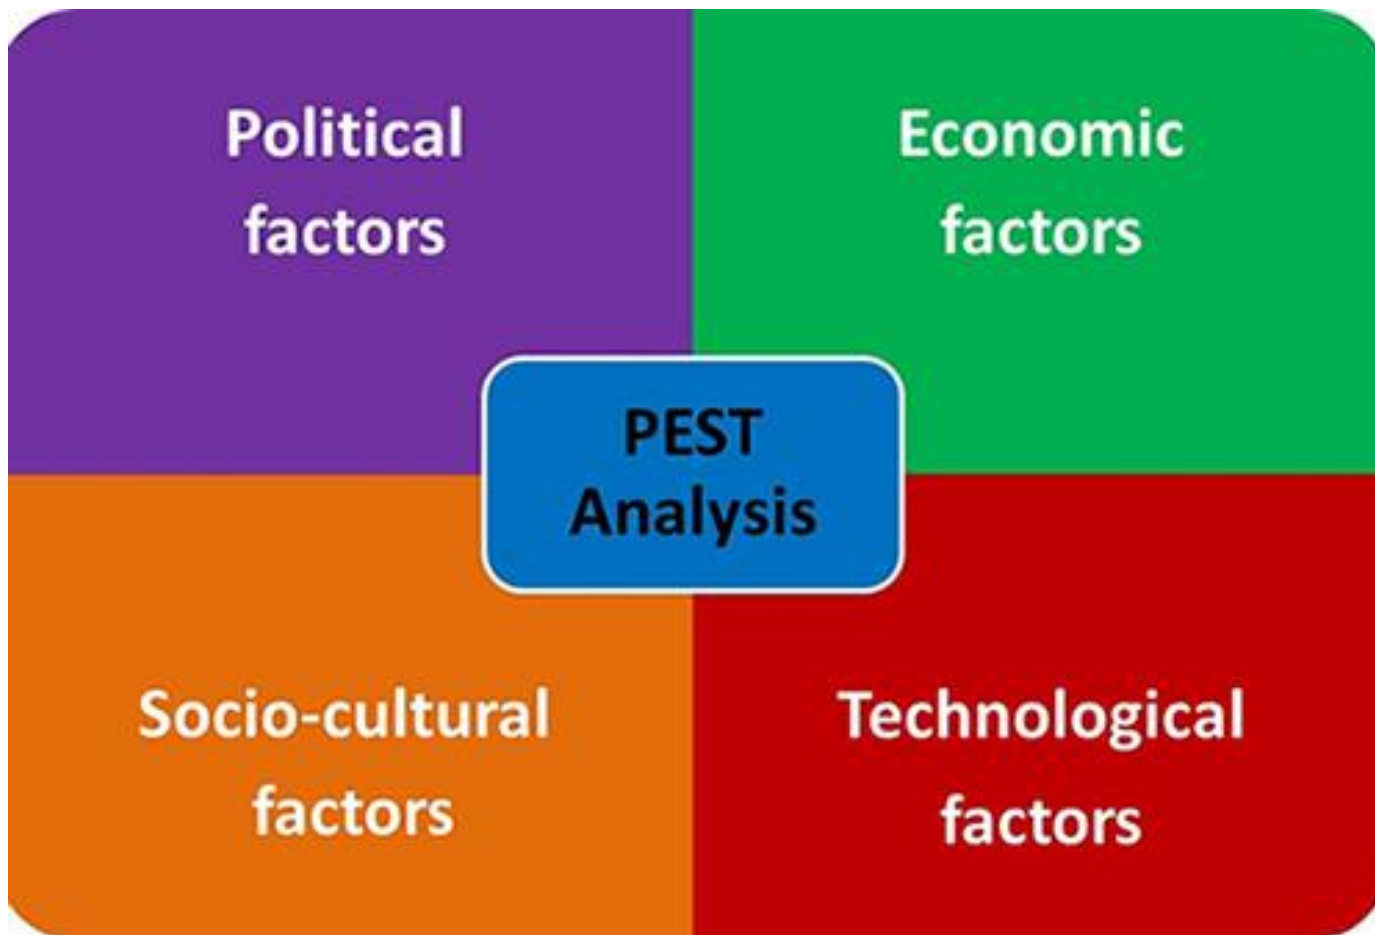 Political
factors
Economic
factors
PEST
Analysis
Socio-cultural
factors
Technological
factors